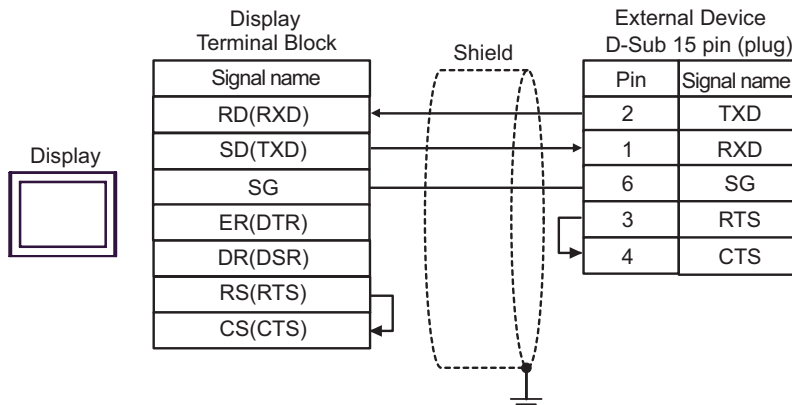 Display
Terminal Block
Signal name
RD(RXD)
SD(TXD)
SG
ER(DTR)
DR(DSR)
RS(RTS)
CS(CTS)
Display
Shield
External Device
D-Sub 15 pin (plug)
Pin Signal name
2 TXD
1 RXD
6 SG
3 RTS
4 CTS